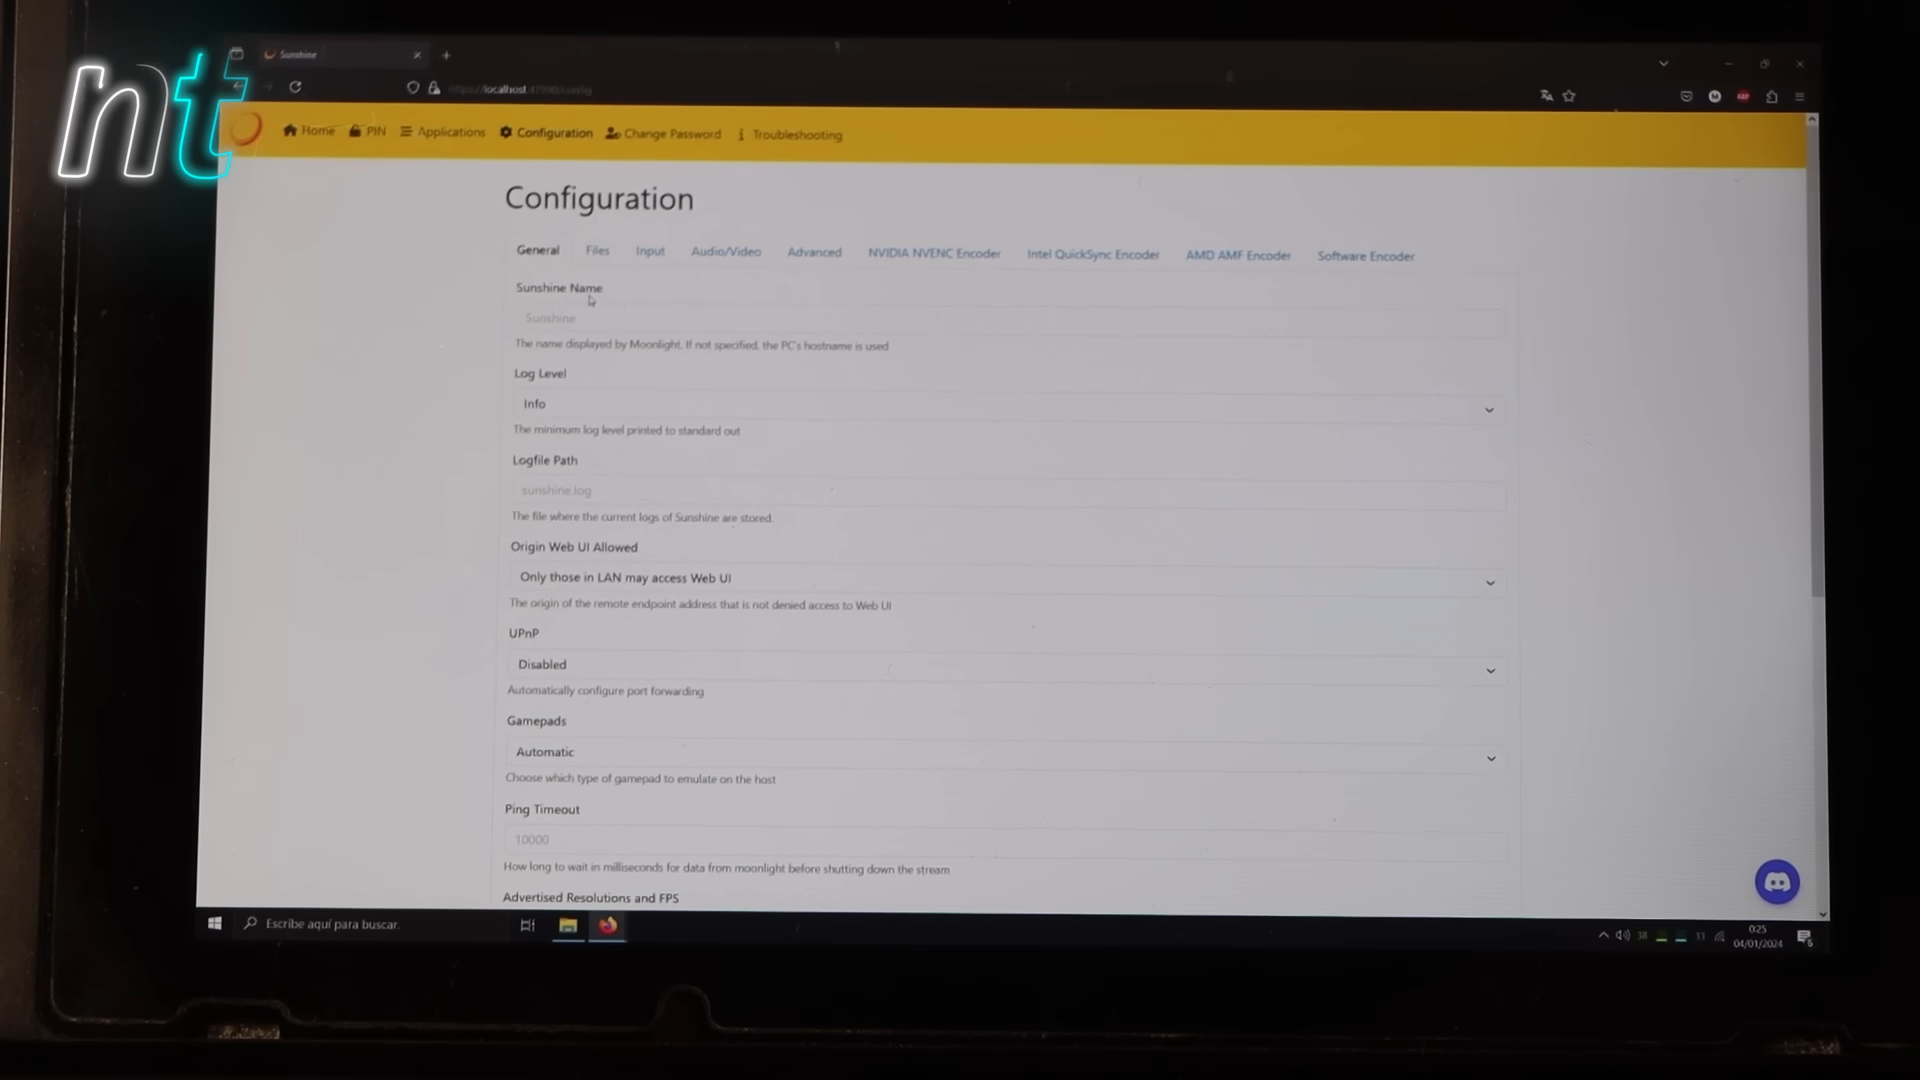 nt
Sunshine
https://localhost:47990/config
Home PIN Applications Configuration Change Password Troubleshooting
Configuration
General Files Input Audio/Video Advanced NVIDIA NVENC Encoder Intel QuickSync Encoder AMD AMF Encoder Software Encoder
Sunshine Name
Sunshine
The name displayed by Moonlight. If not specified, the PC's hostname is used
Log Level
Info
The minimum log level printed to standard out
Logfile Path
sunshine.log
The file where the current logs of Sunshine are stored.
Origin Web UI Allowed
Only those in LAN may access Web UI
The origin of the remote endpoint address that is not denied access to Web UI
UPnP
Disabled
Automatically configure port forwarding
Gamepads
Automatic
Choose which type of gamepad to emulate on the host
Ping Timeout
10000
How long to wait in milliseconds for data from moonlight before shutting down the stream
Advertised Resolutions and FPS
Escribe aquí para buscar.
38 33 0:25
04/01/2024